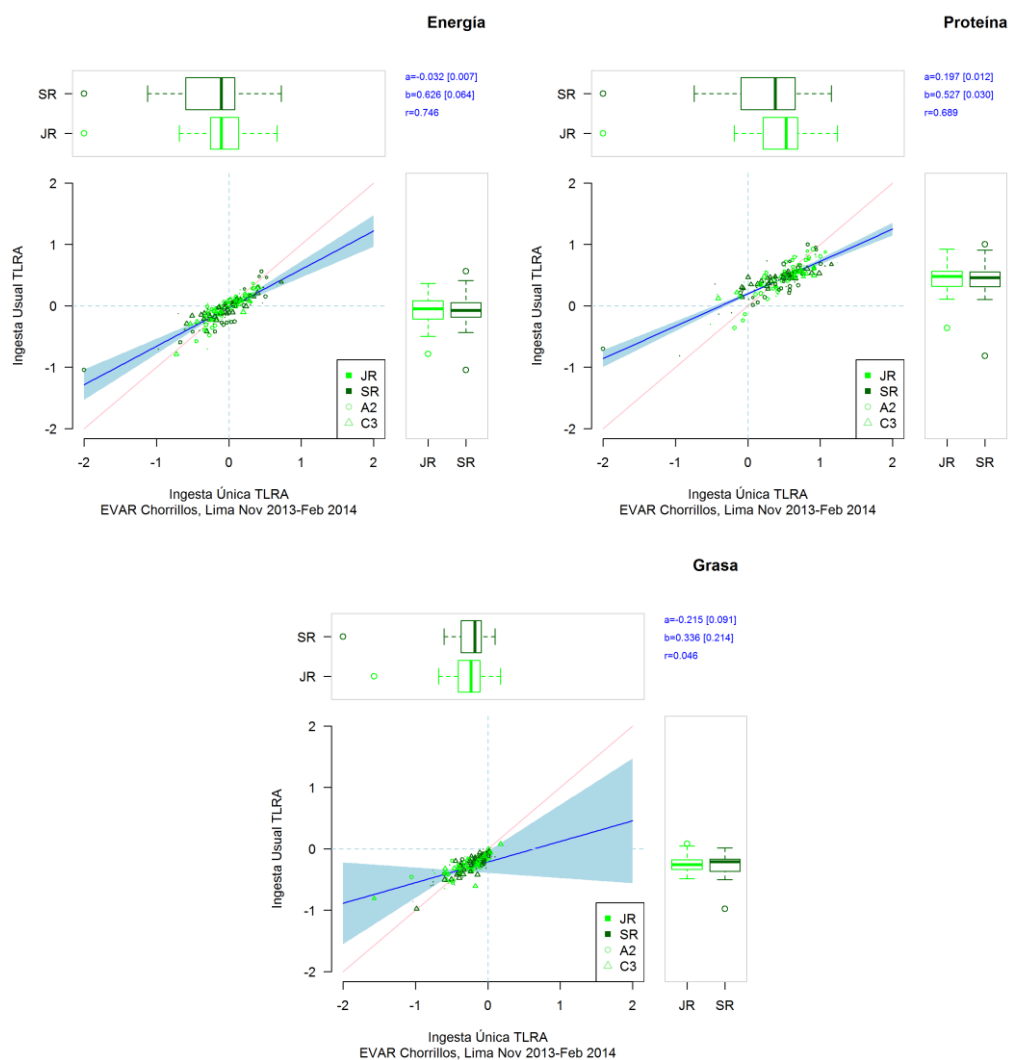 Energía
SR
JR
a=-0.032 [0.007]
b=0.626 [0.064]
r=0.746
Ingesta Usual TLRA
2
1
0
-1
-2
JR
SR
A2
C3
-2
-1
0
1
2
JR
SR
Ingesta Única TLRA
EVAR Chorrillos, Lima Nov 2013-Feb 2014
Proteína
SR
JR
a=0.197 [0.012]
b=0.527 [0.030]
r=0.689
Ingesta Usual TLRA
2
1
0
-1
-2
JR
SR
A2
C3
-2
-1
0
1
2
JR
SR
Ingesta Única TLRA
EVAR Chorrillos, Lima Nov 2013-Feb 2014
Grasa
SR
JR
a=-0.215 [0.091]
b=0.336 [0.214]
r=0.046
Ingesta Usual TLRA
2
1
0
-1
-2
JR
SR
A2
C3
-2
-1
0
1
2
JR
SR
Ingesta Única TLRA
EVAR Chorrillos, Lima Nov 2013-Feb 2014